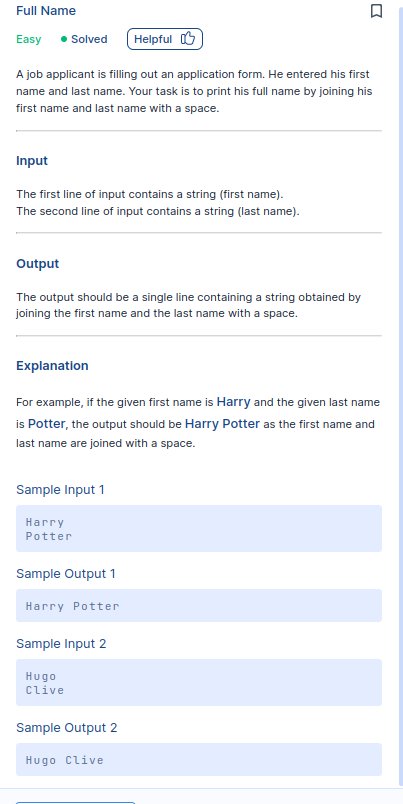 Full Name
Easy Solved Helpful
A job applicant is filling out an application form. He entered his first
name and last name. Your task is to print his full name by joining his
first name and last name with a space.
Input
The first line of input contains a string (first name).
The second line of input contains a string (last name).
Output
The output should be a single line containing a string obtained by
joining the first name and the last name with a space.
Explanation
For example, if the given first name is Harry and the given last name
is Potter, the output should be Harry Potter as the first name and
last name are joined with a space.
Sample Input 1
Harry
Potter
Sample Output 1
Harry Potter
Sample Input 2
Hugo
Clive
Sample Output 2
Hugo Clive